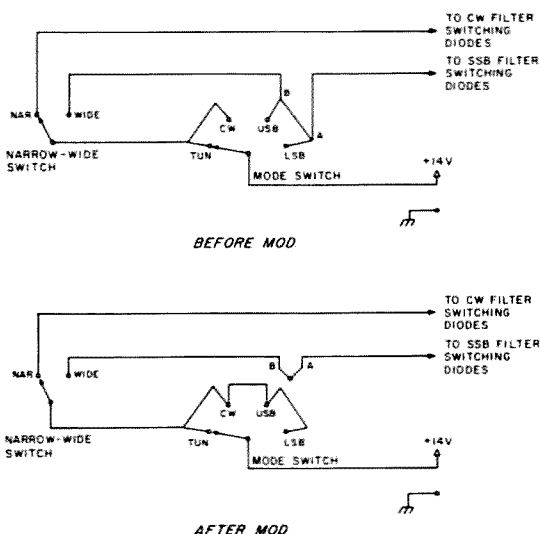 TO CW FILTER
SWITCHING
DIODES
TO SSB FILTER
SWITCHING
DIODES
B
NAR
WIDE
CW
USB
A
TUN
LSB
NARROW-WIDE
SWITCH
MODE SWITCH
+14V
BEFORE MOD.
TO CW FILTER
SWITCHING
DIODES
TO SSB FILTER
SWITCHING
DIODES
B
A
NAR
WIDE
CW
USB
TUN
LSB
NARROW-WIDE
SWITCH
MODE SWITCH
+14V
AFTER MOD